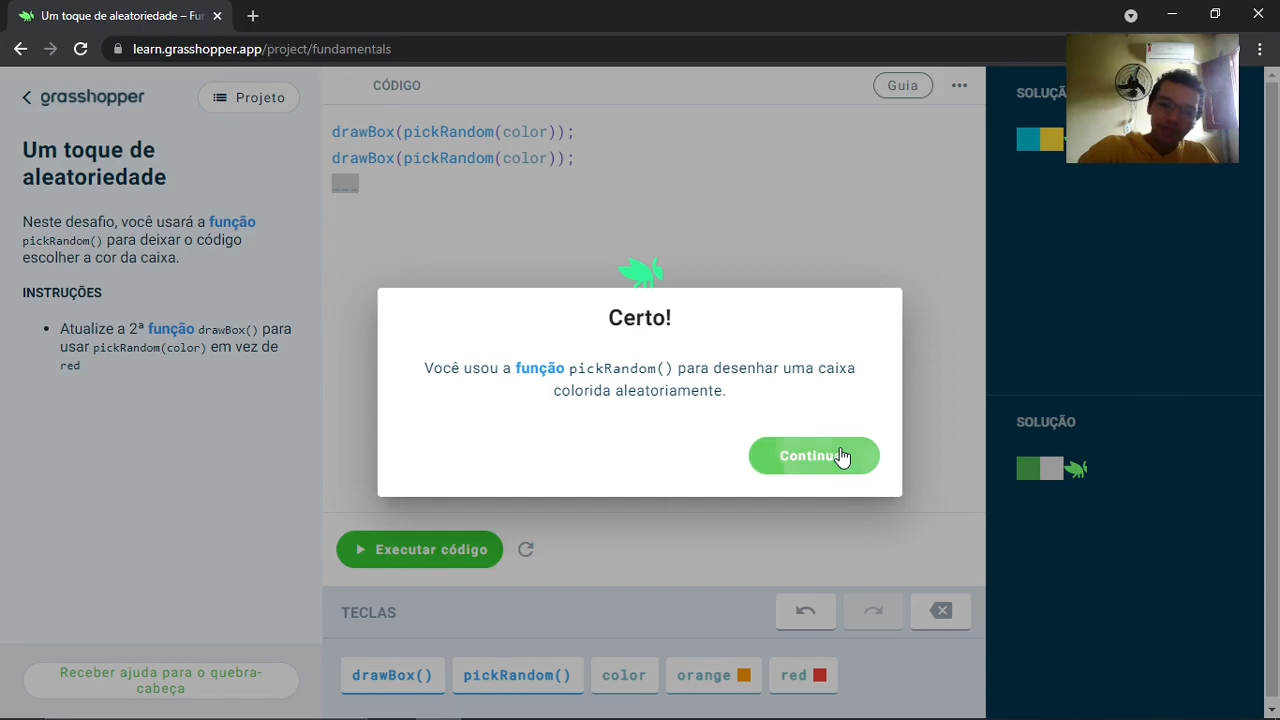 Um toque de aleatoriedade – Fur
learn.grasshopper.app/project/fundamentals
grasshopper
Projeto
Um toque de
aleatoriedade
Neste desafio, você usará a função
pickRandom() para deixar o código
escolher a cor da caixa.
INSTRUÇÕES
• Atualize a 2ª função drawBox() para
usar pickRandom(color) em vez de
red
Receber ajuda para o quebra-
cabeça
CÓDIGO
Guia
drawBox(pickRandom(color));
drawBox(pickRandom(color));
___
Certo!
Você usou a função pickRandom() para desenhar uma caixa
colorida aleatoriamente.
Continu
Executar código
TECLAS
drawBox()
pickRandom()
color
orange
red
SOLUÇÃ
SOLUÇÃO